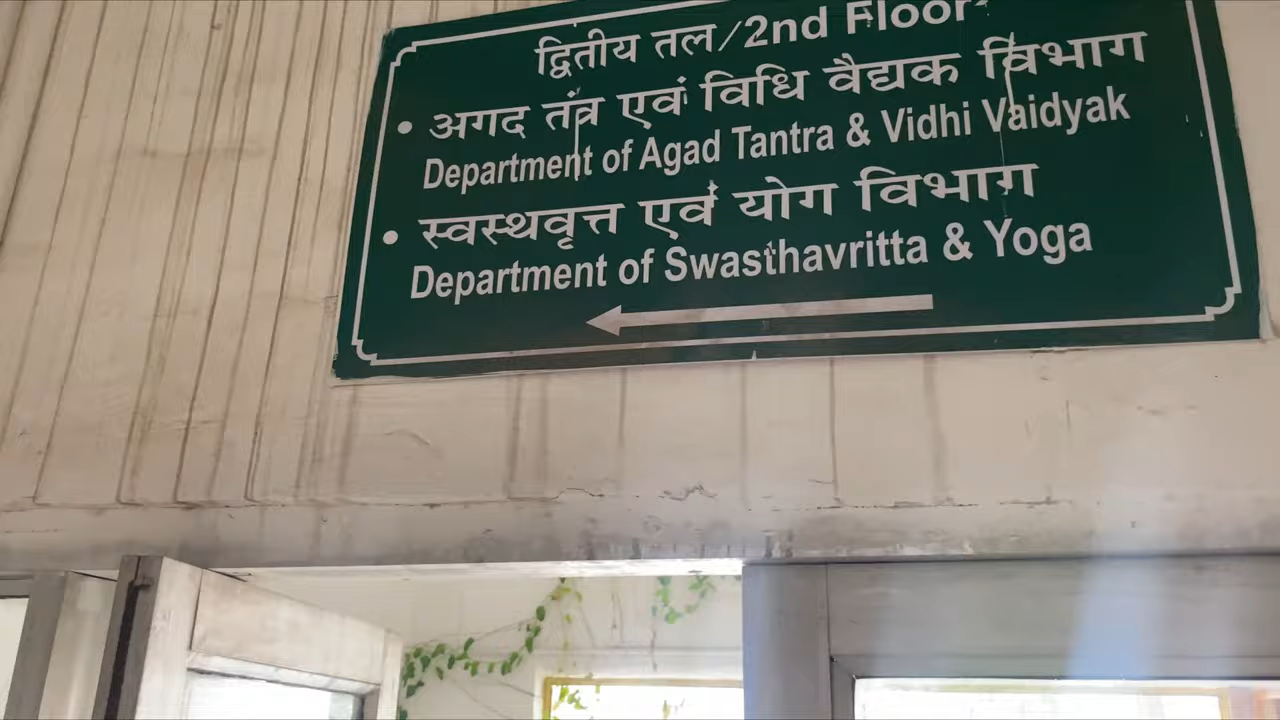 द्वितीय तल/2nd Floor
• अगद तंत्र एवं विधि वैद्यक विभाग
Department of Agad Tantra & Vidhi Vaidyak
• स्वस्थवृत्त एवं योग विभाग
Department of Swasthavritta & Yoga